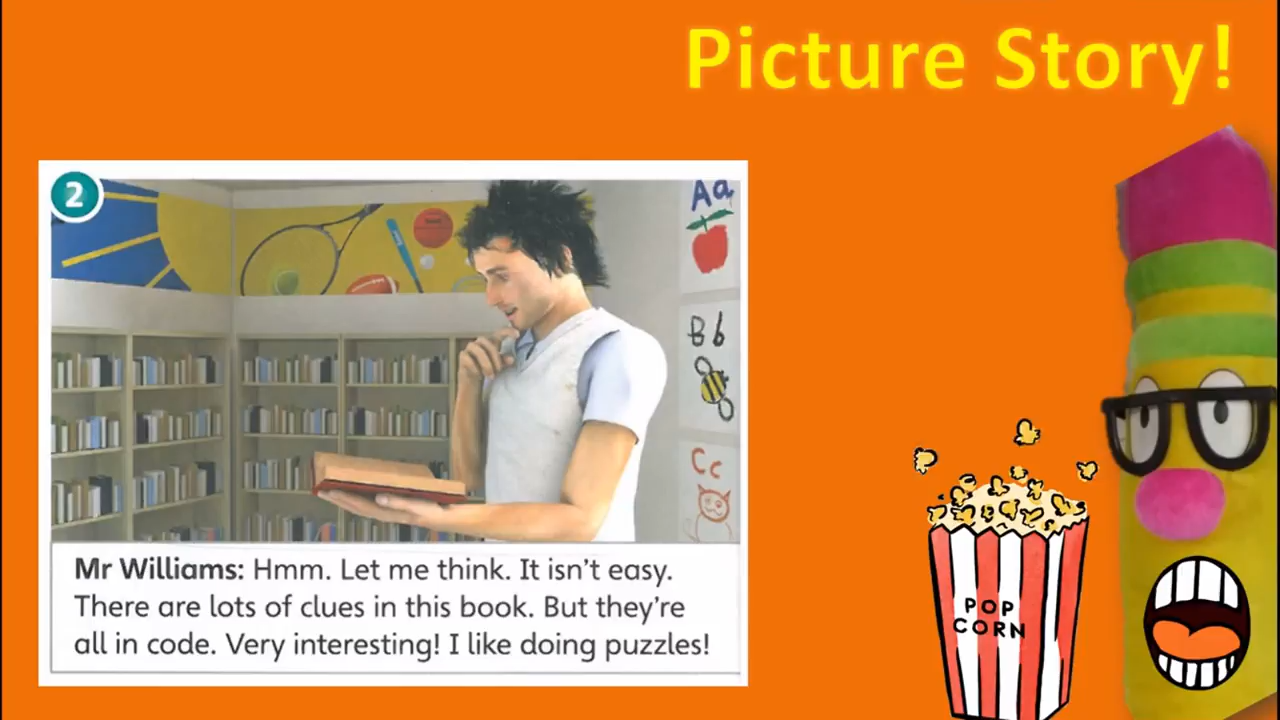 Picture Story!
2
Aa
Bb
Cc
Mr Williams: Hmm. Let me think. It isn't easy.
There are lots of clues in this book. But they're
all in code. Very interesting! I like doing puzzles!
POP
CORN